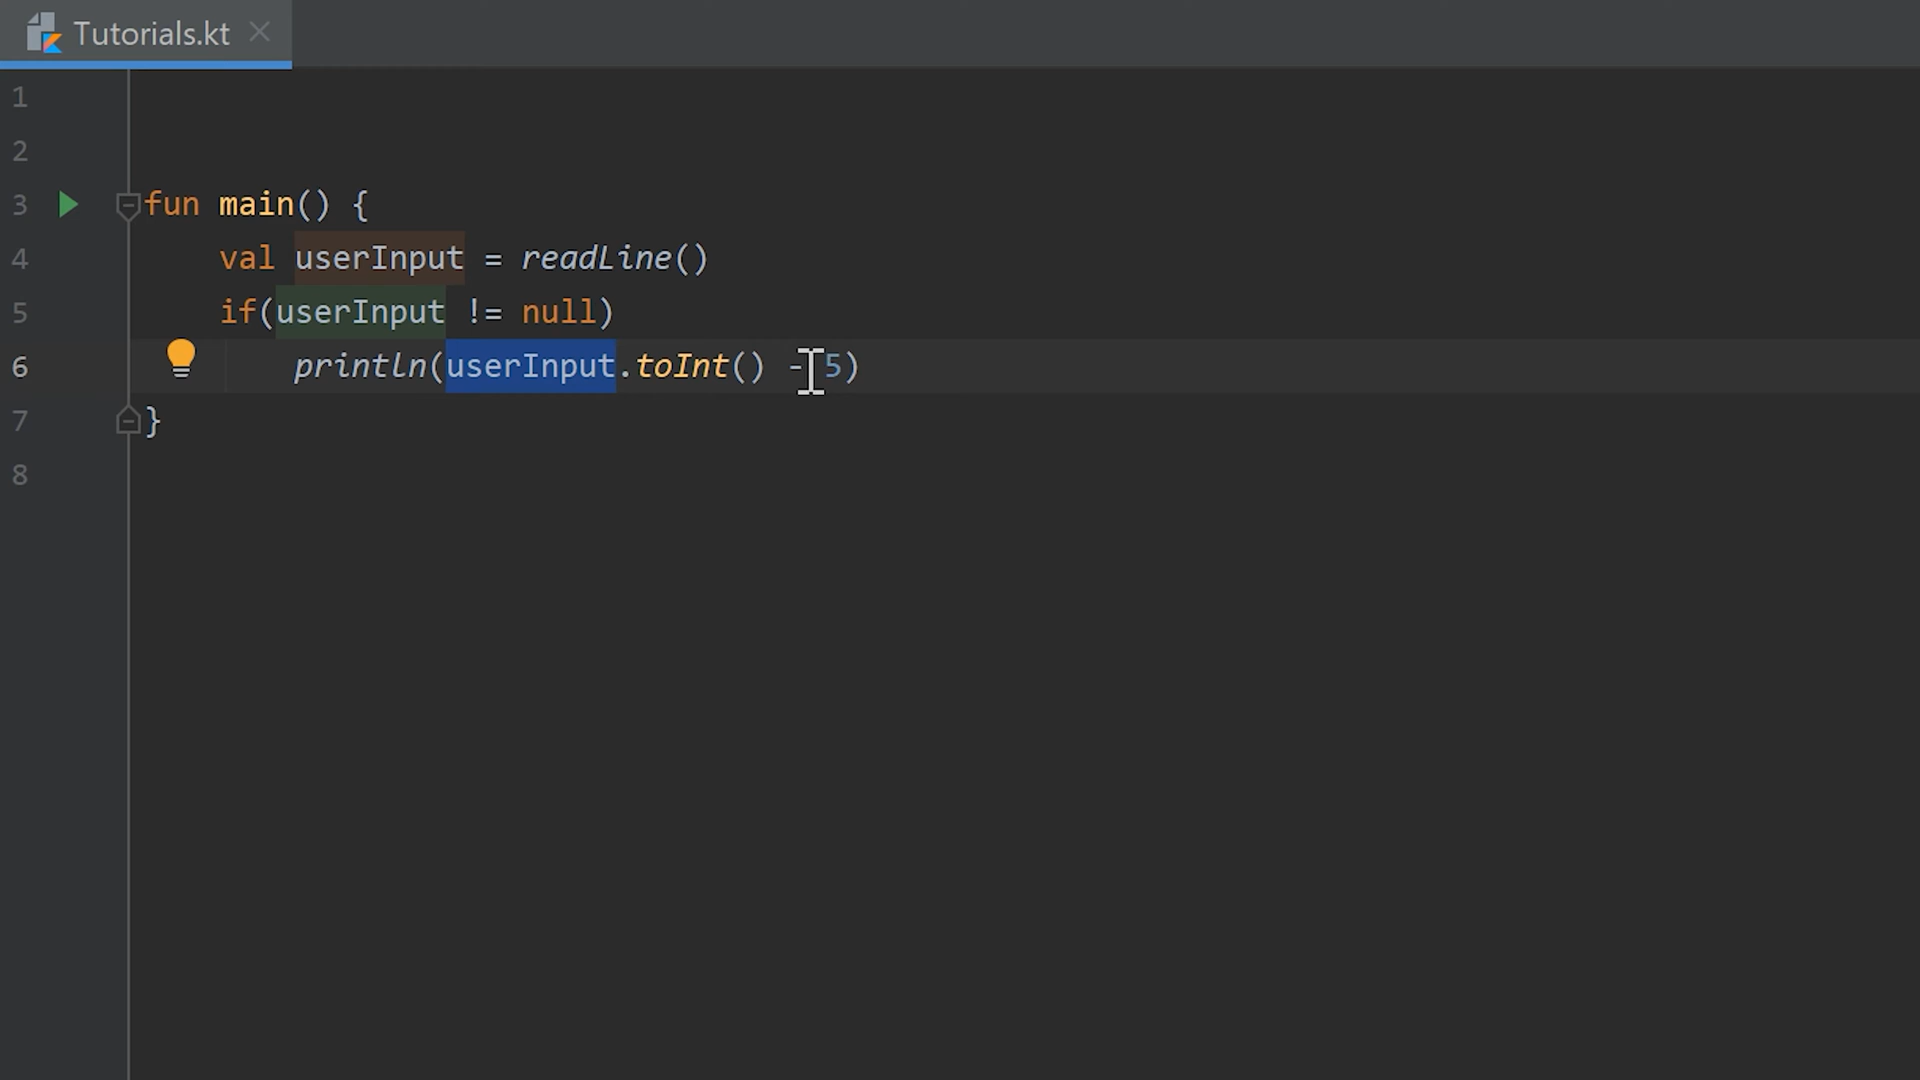 Tutorials.kt
1
2
3 fun main() {
4 val userInput = readLine()
5 if(userInput != null)
6 println(userInput.toInt() - 5)
7 }
8